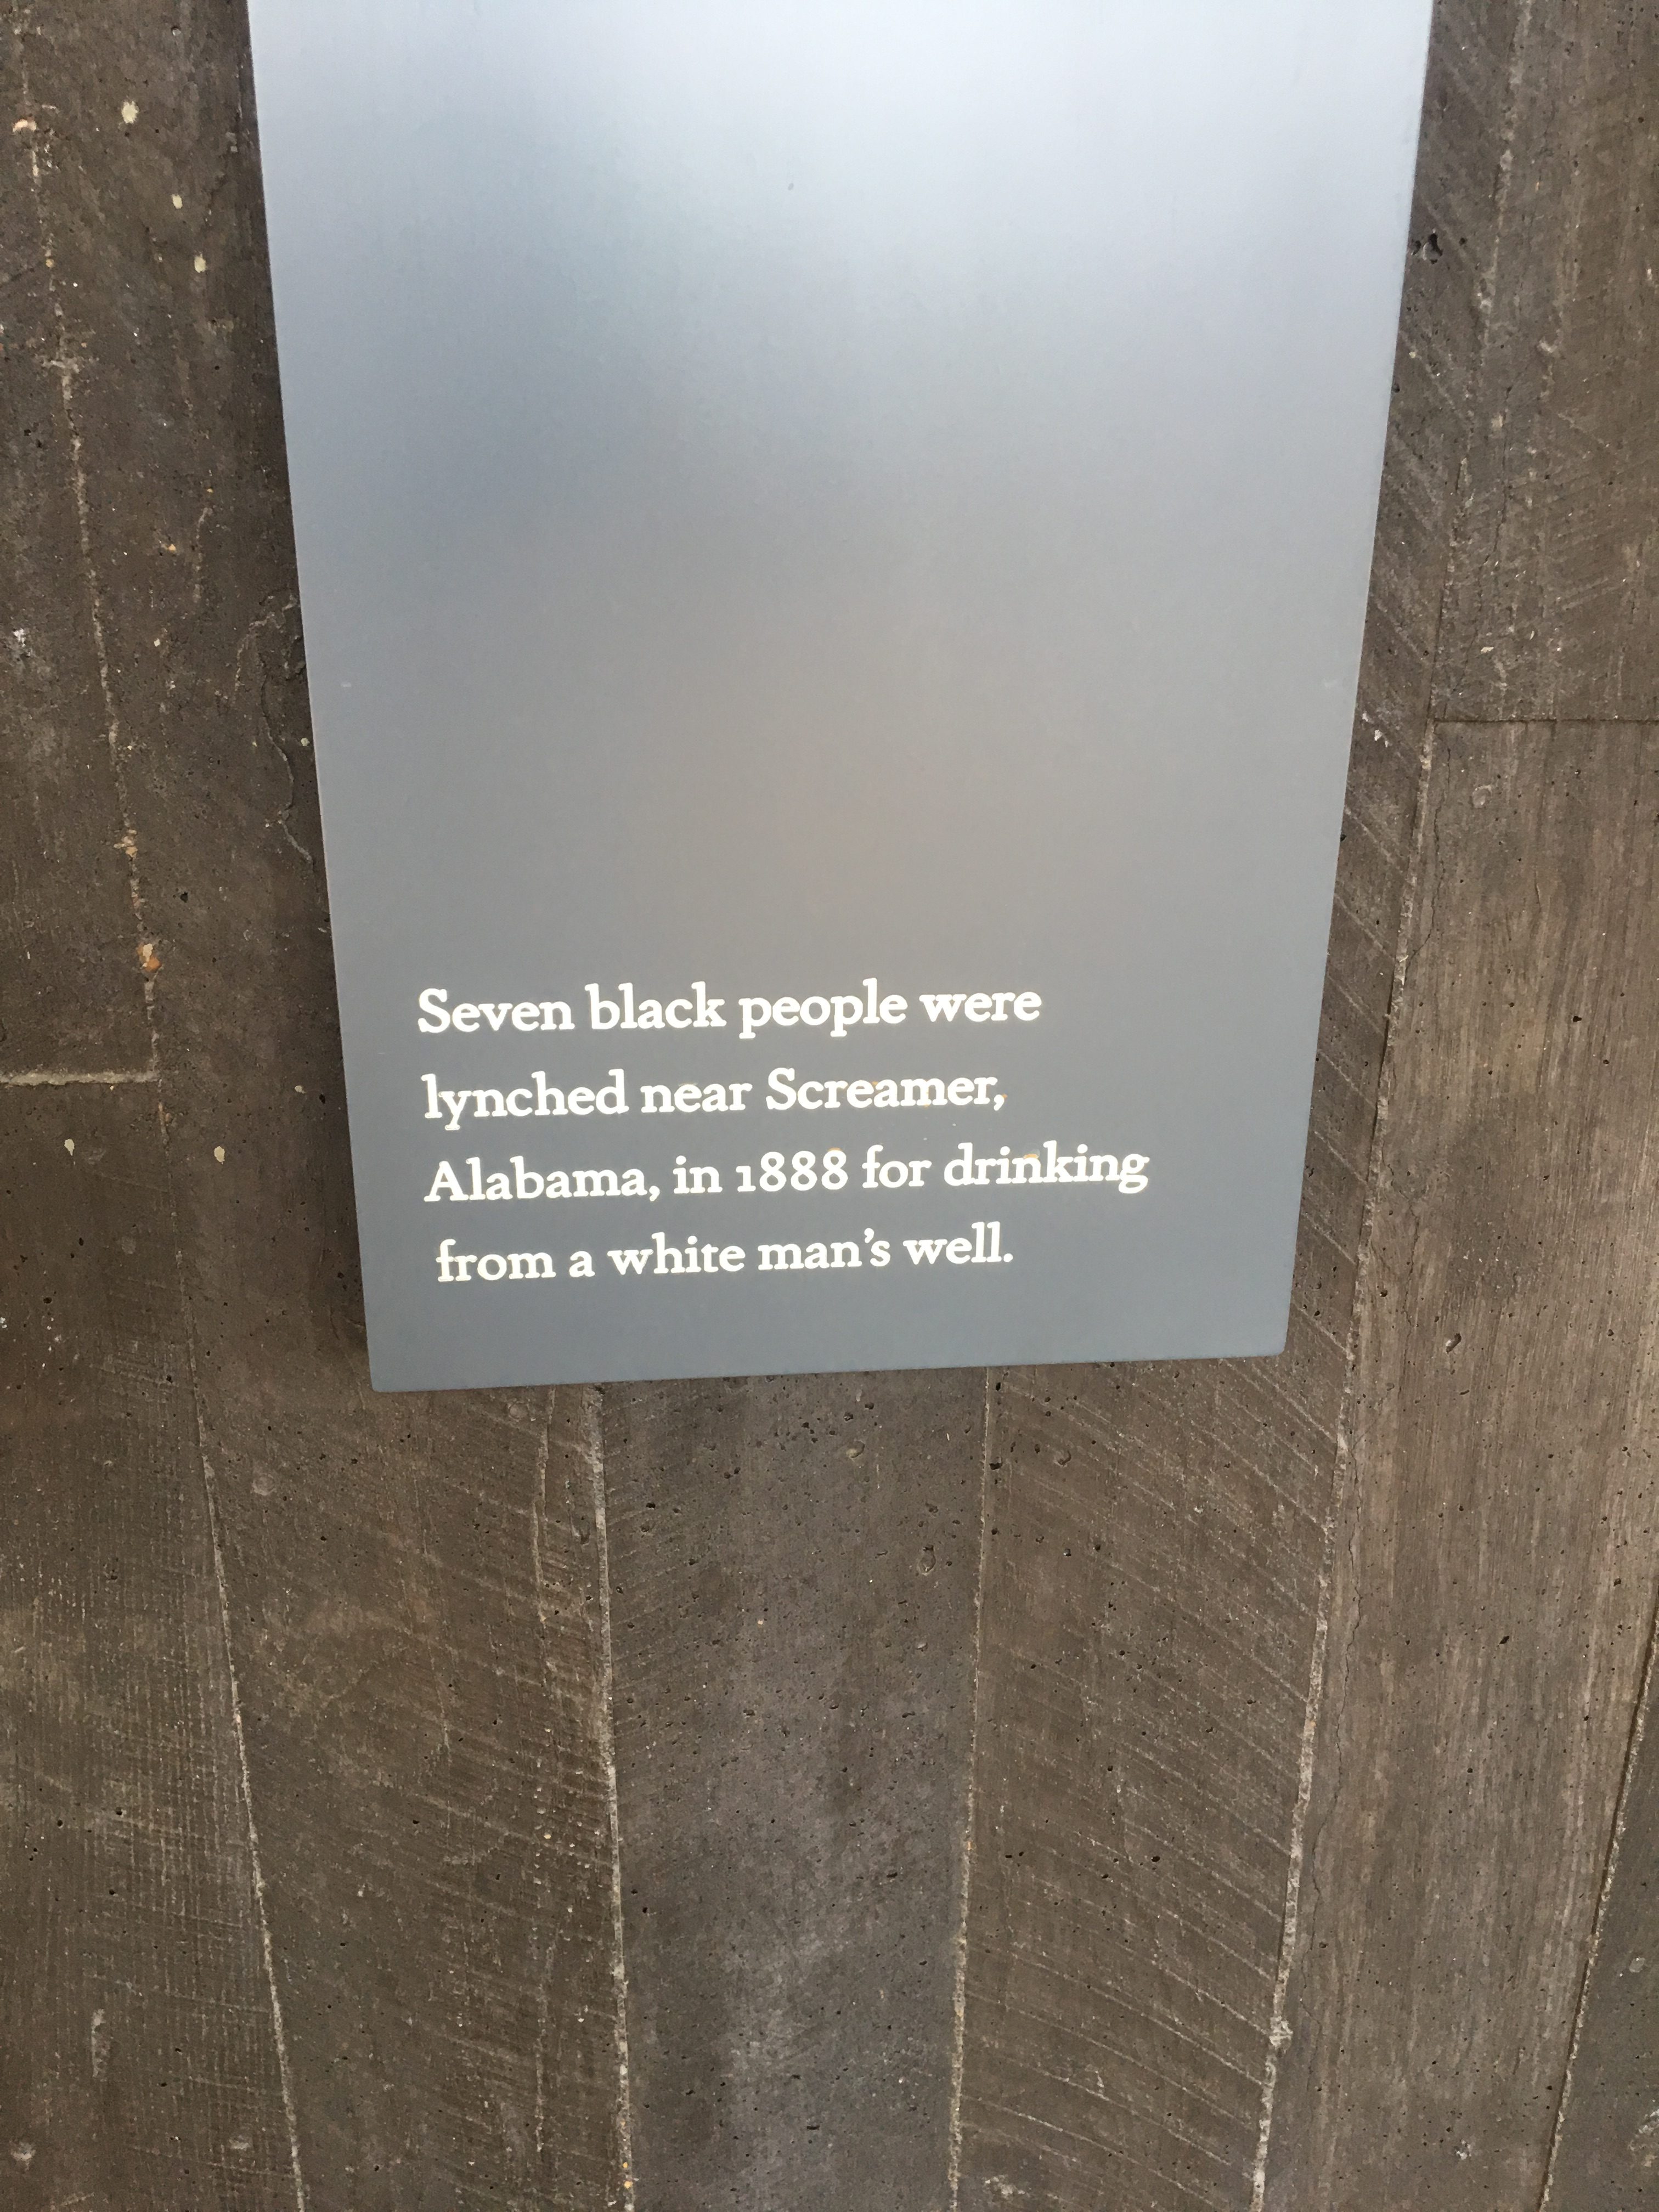 Seven black people were
lynched near Screamer,
Alabama, in 1888 for drinking
from a white man’s well.